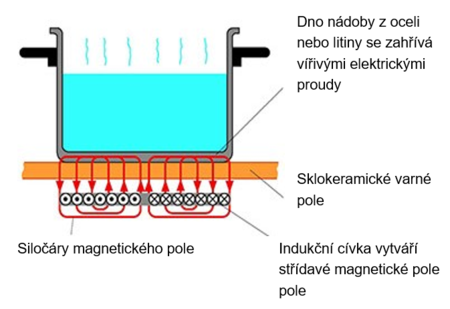 Dno nádoby z oceli
nebo litiny se zahřívá
vířivými elektrickými
proudy
Sklokeramické varné
pole
Siločáry magnetického pole
Indukční cívka vytváří
střídavé magnetické pole
pole